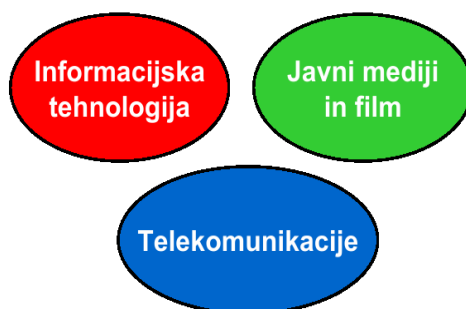 Informacijska
tehnologija
Javni mediji
in film
Telekomunikacije